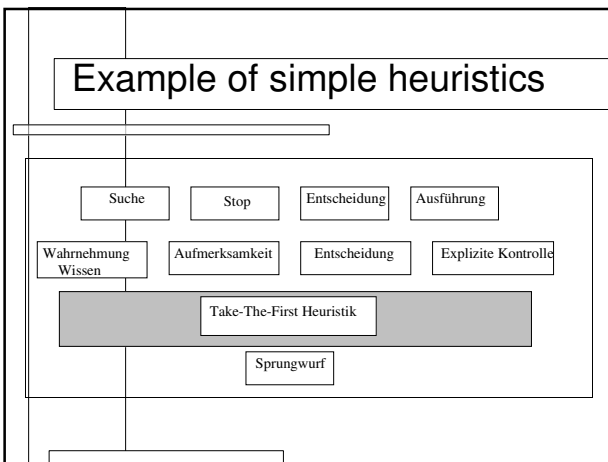 Example of simple heuristics
Suche
Stop
Entscheidung
Ausführung
Wahrnehmung
Wissen
Aufmerksamkeit
Entscheidung
Explizite Kontrolle
Take-The-First Heuristik
Sprungwurf